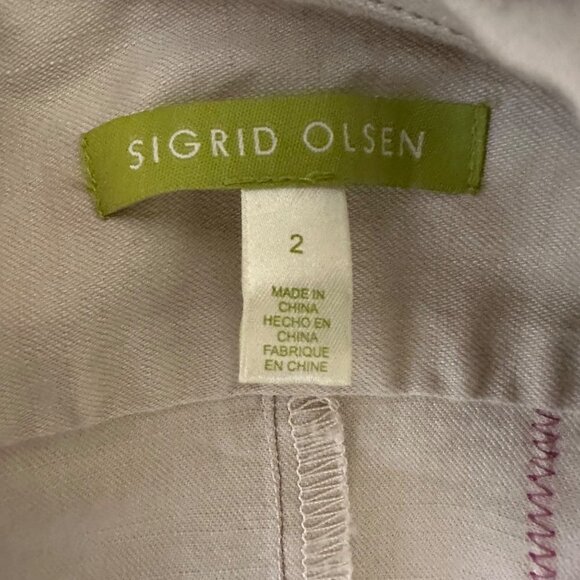 SIGRID OLSEN
2
MADE IN
CHINA
HECHO EN
CHINA
FABRIQUE
EN CHINE